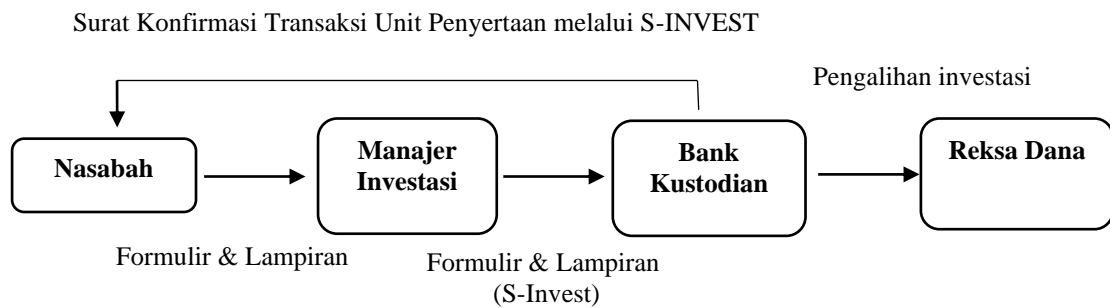 Surat Konfirmasi Transaksi Unit Penyertaan melalui S-INVEST
Pengalihan investasi
Nasabah
Manajer
Investasi
Bank
Kustodian
Reksa Dana
Formulir & Lampiran
Formulir & Lampiran
(S-Invest)